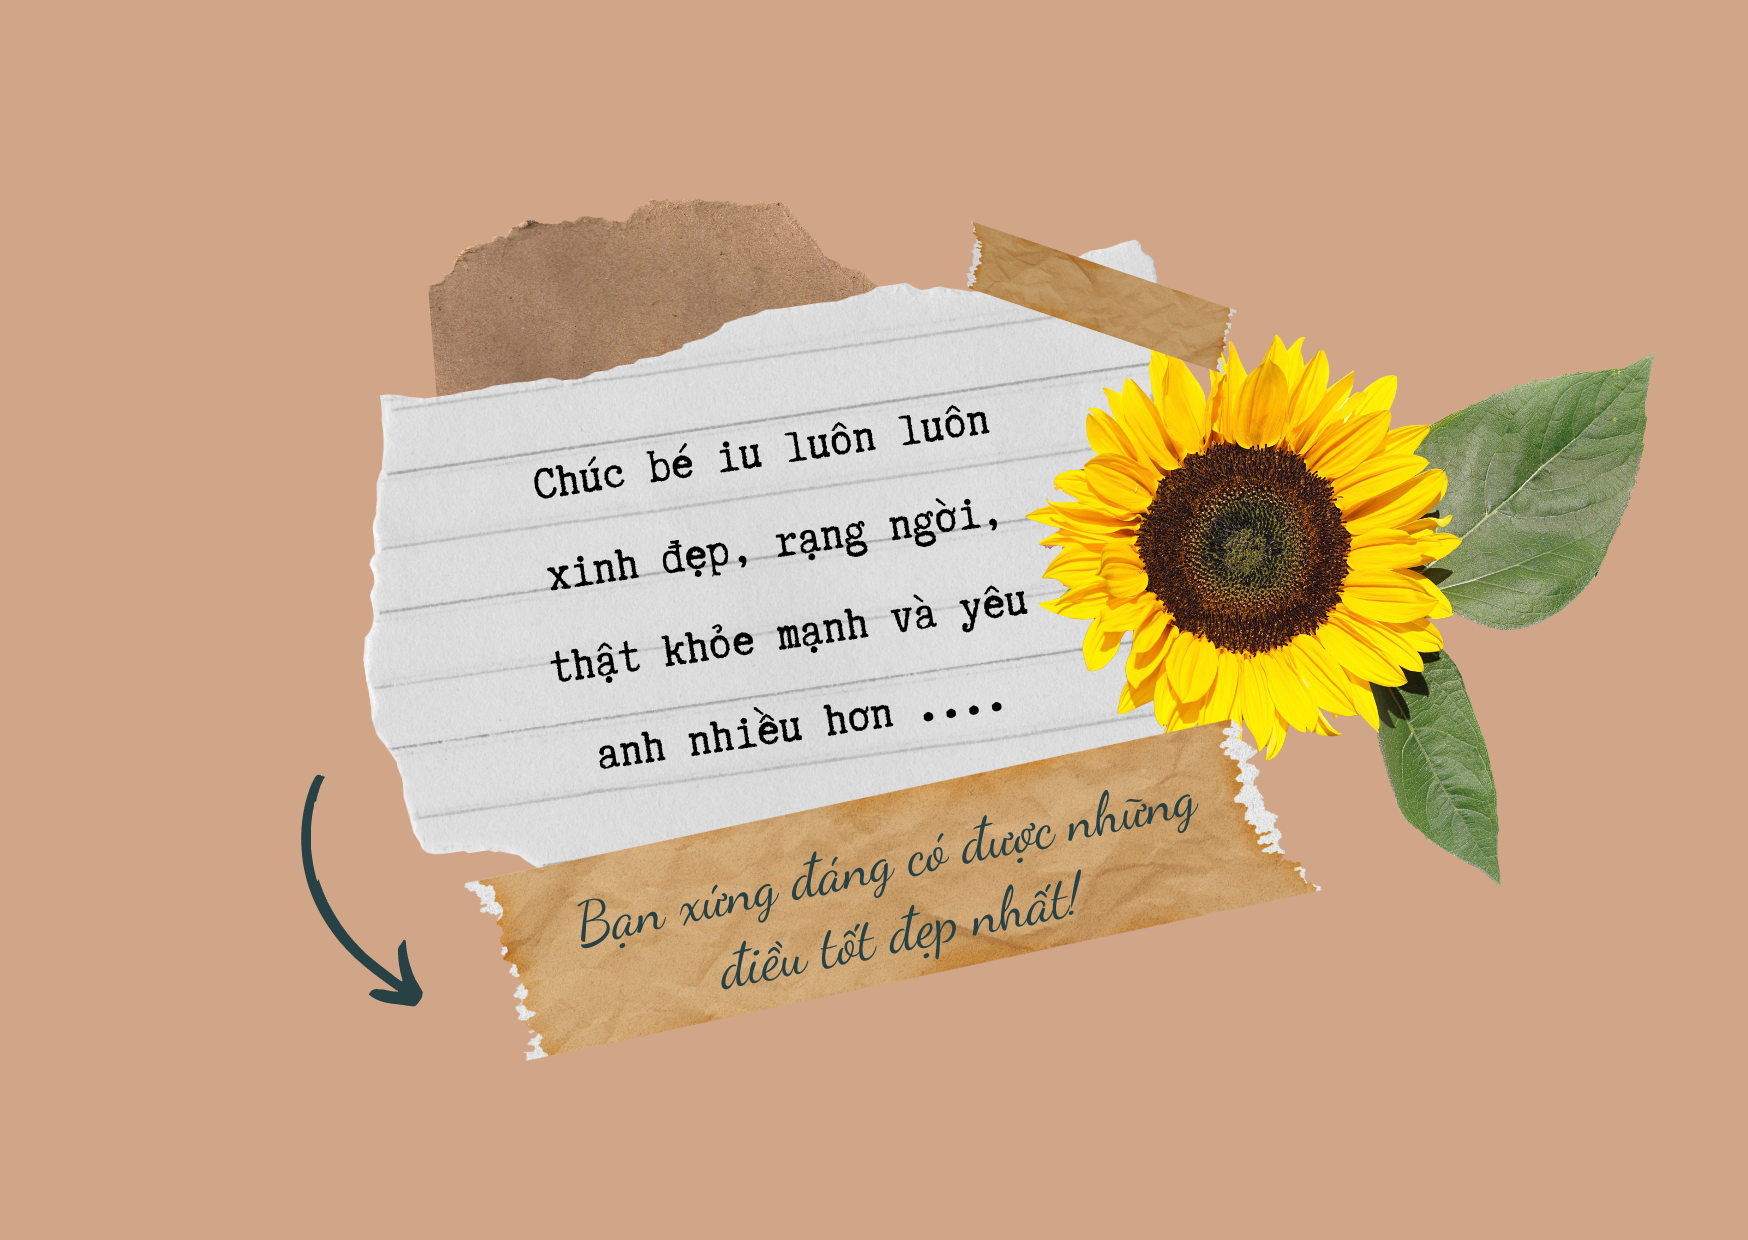 Chúc bé iu luôn luôn
xinh đẹp, rạng ngời,
thật khỏe mạnh và yêu
anh nhiều hơn ....
Bạn xứng đáng có được những
điều tốt đẹp nhất!